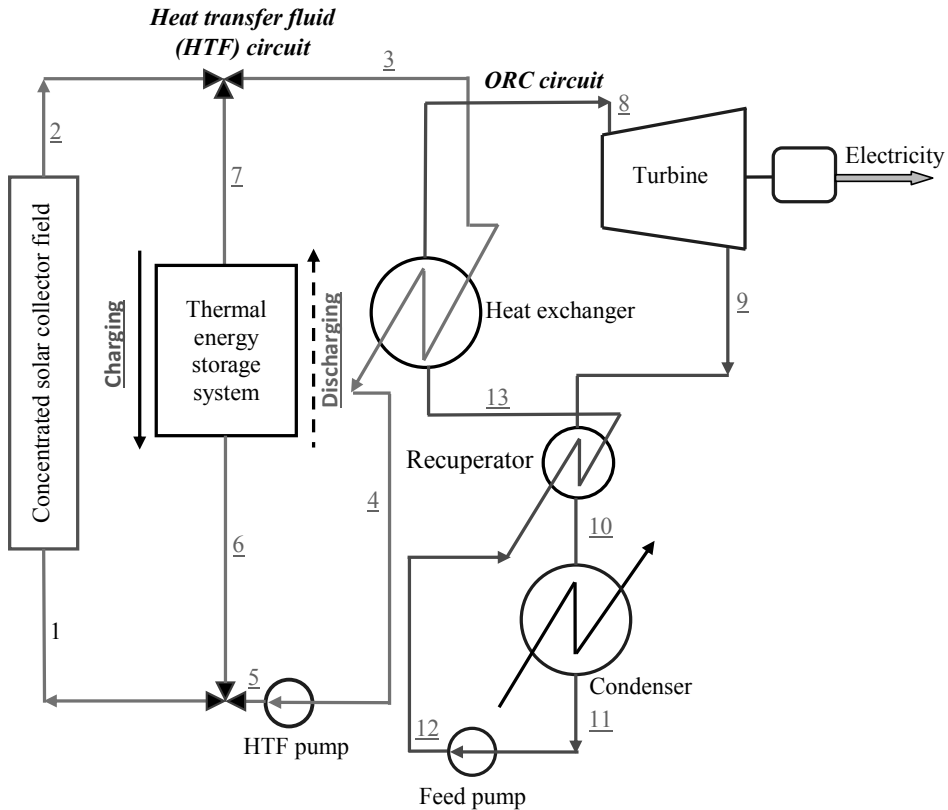 Heat transfer fluid
(HTF) circuit
3
ORC circuit
8
2
Electricity
Turbine
7
Concentrated solar collector field
Charging
Thermal
energy
storage
system
Discharging
Heat exchanger
9
13
Recuperator
4
10
6
1
5
Condenser
11
12
HTF pump
Feed pump